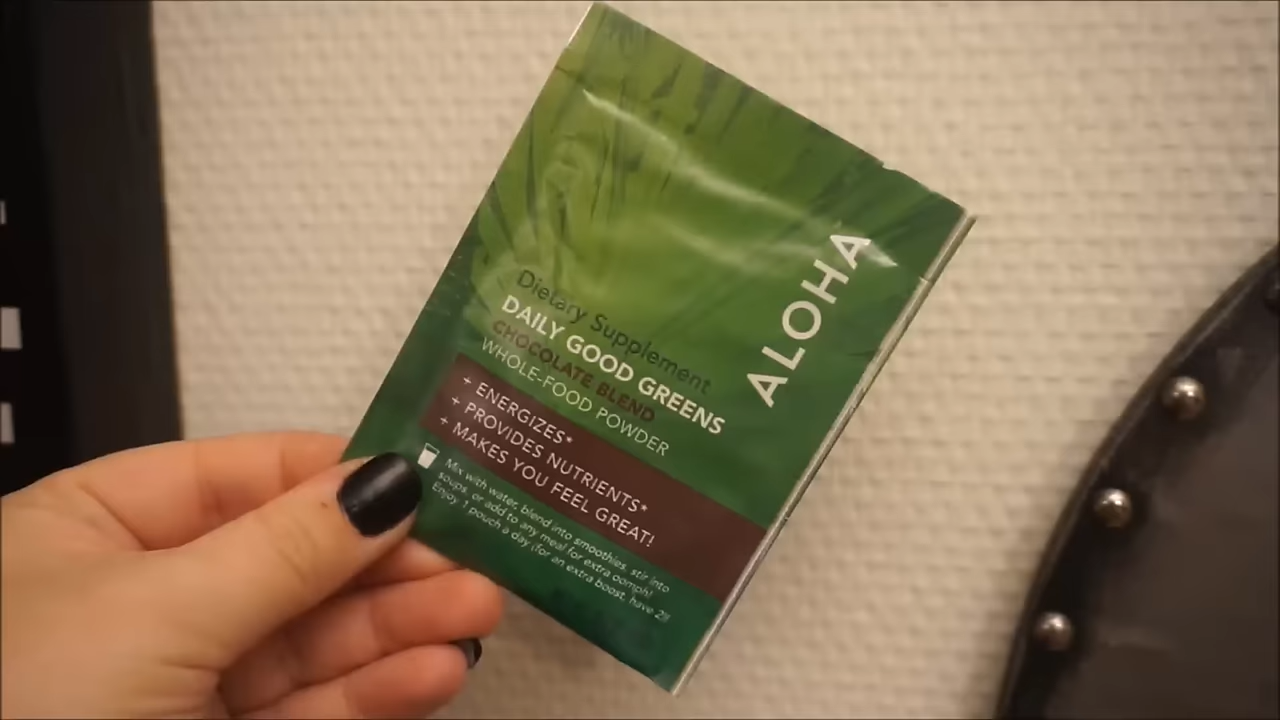 ALOHA
Dietary Supplement
DAILY GOOD GREENS
CHOCOLATE BLEND
WHOLE-FOOD POWDER
+ ENERGIZES*
+ PROVIDES NUTRIENTS*
+ MAKES YOU FEEL GREAT!
Mix with water, blend into smoothies, stir into
soups, or add to any meal for extra oomph!
Enjoy 1 pouch a day (for an extra boost, have 2!)